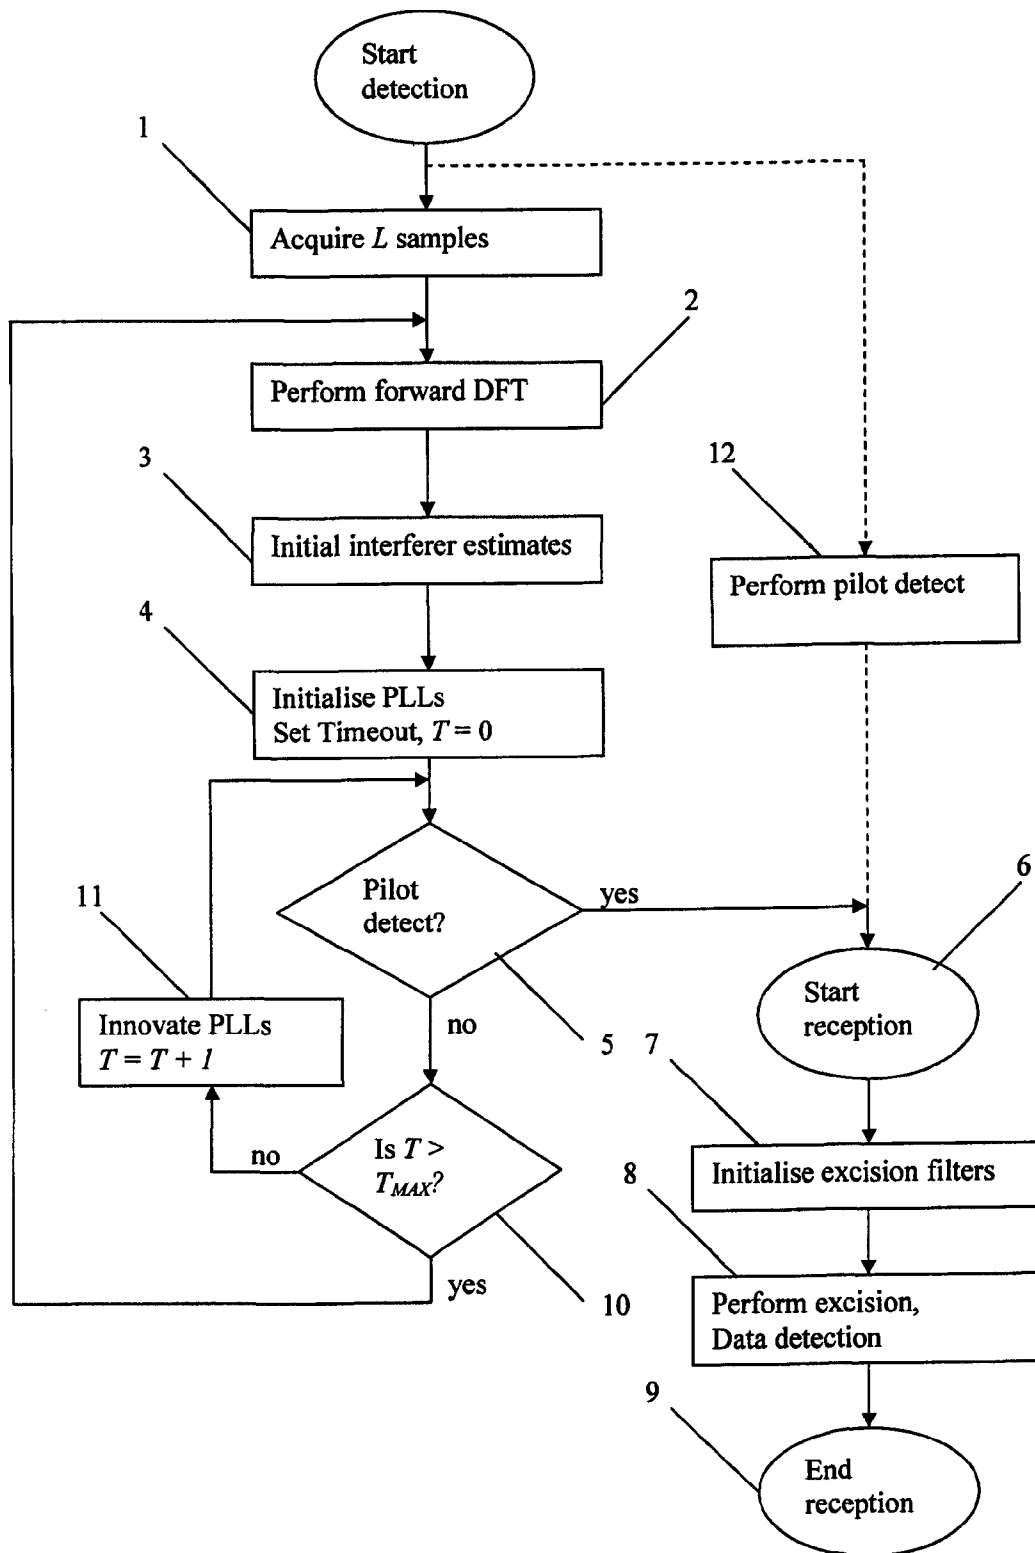 Start
detection
1
Acquire L samples
2
Perform forward DFT
3
Initial interferer estimates
12
Perform pilot detect
4
Initialise PLLs
Set Timeout, T = 0
Pilot
detect?
yes
6
11
Innovate PLLs
T = T + 1
no
5
Start
reception
7
Is T >
TMAX?
no
yes
10
Initialise excision filters
8
Perform excision,
Data detection
9
End
reception